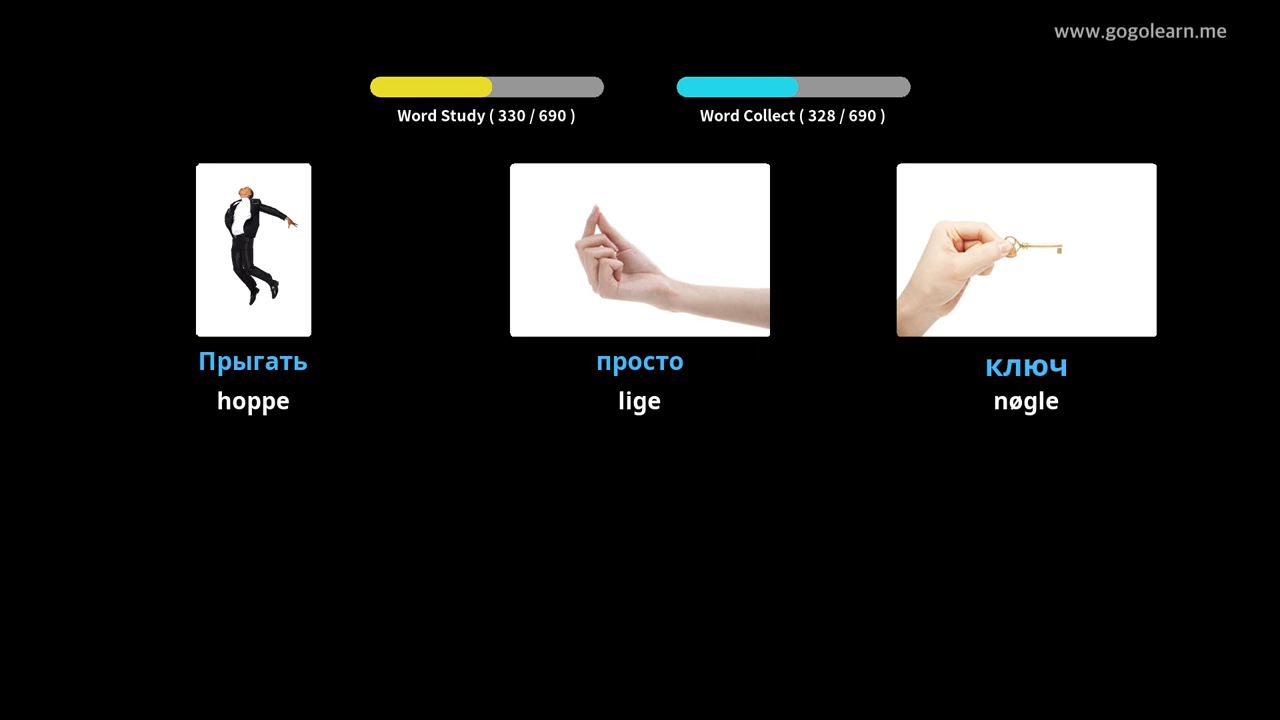 www.gogolearn.me
Word Study ( 330 / 690 )
Word Collect ( 328 / 690 )
Прыгать
просто
ключ
hoppe
lige
nøgle